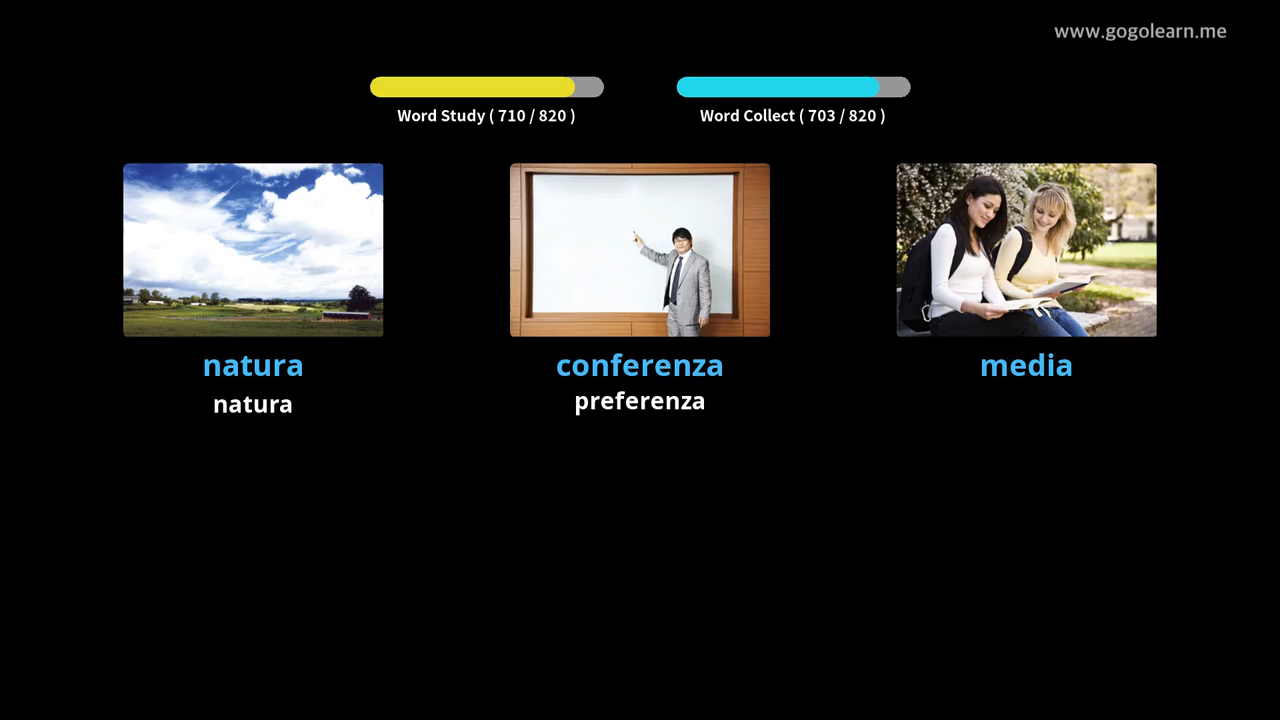 www.gogolearn.me
Word Study ( 710 / 820 )
Word Collect ( 703 / 820 )
natura
conferenza
media
natura
preferenza